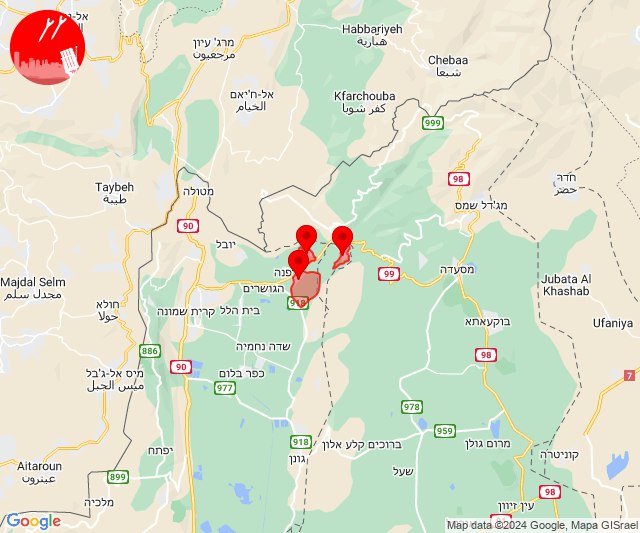 Habbariyeh
هباريה
אל-ח'יאם
الخيام
מרג' עיון
مرجعيون
Chebaa
شبعا
Kfarchouba
كفر شوبا
999
98
חדר
حضر
Taybeh
طيبة
מטולה
מג'דל שמס
90
יובל
99
מסעדה
Majdal Selm
مجدل سلم
חולא
حولا
הגושרים
918
Jubata Al
Khashab
קרית שמונה
בית הלל
בוקעאתא
Ufaniya
886
שדה נחמיה
98
מיס אל-ג'בל
ميس الجبل
90
כפר בלום
977
7
978
959
918
ברוכים קלע אלון
מרום גולן
קוניטרה
יפתח
גונן
שעל
Aitaroun
عيترون
899
98
מלכיה
עין זיוון
Google
Map data ©2024 Google, Mapa GISrael